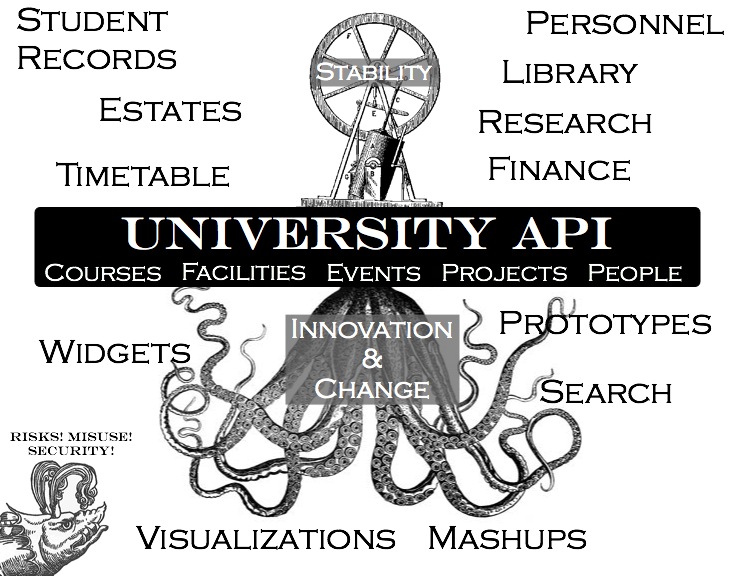 STUDENT
RECORDS
ESTATES
TIMETABLE
STABILITY
PERSONNEL
LIBRARY
RESEARCH
FINANCE
UNIVERSITY API
COURSES FACILITIES EVENTS PROJECTS PEOPLE
INNOVATION
&
CHANGE
WIDGETS
PROTOTYPES
SEARCH
RISKS! MISUSE!
SECURITY!
VISUALIZATIONS MASHUPS